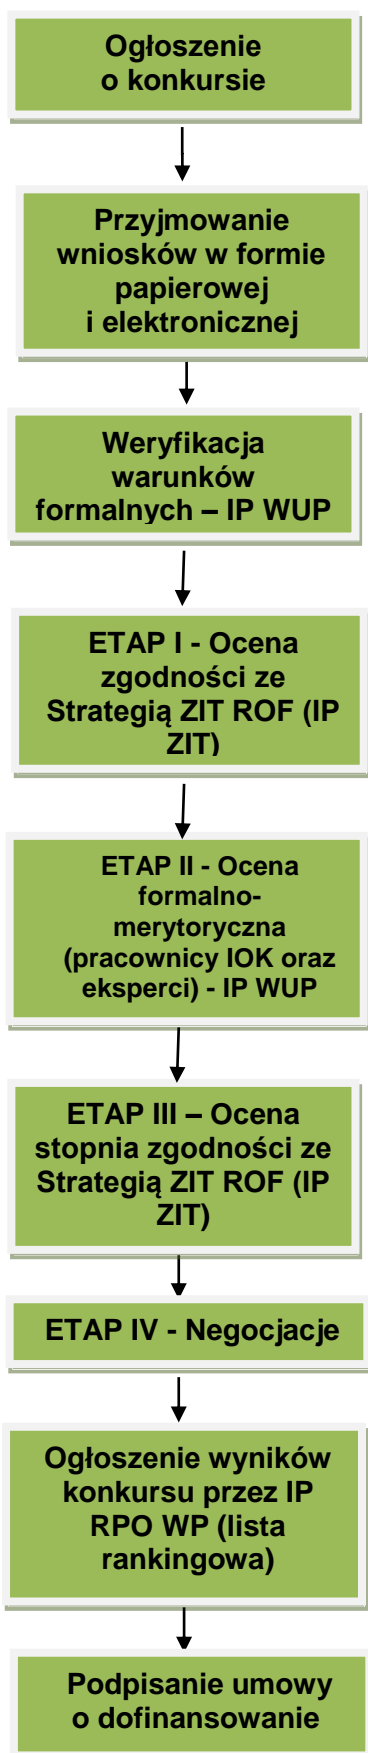 Ogłoszenie
o konkursie
Przyjmowanie
wniosków w formie
papierowej
i elektronicznej
Weryfikacja
warunków
formalnych – IP WUP
ETAP I - Ocena
zgodności ze
Strategią ZIT ROF (IP
ZIT)
ETAP II - Ocena
formalno-
merytoryczna
(pracownicy IOK oraz
eksperci) - IP WUP
ETAP III – Ocena
stopnia zgodności ze
Strategią ZIT ROF (IP
ZIT)
ETAP IV - Negocjacje
Ogłoszenie wyników
konkursu przez IP
RPO WP (lista
rankingowa)
Podpisanie umowy
o dofinansowanie